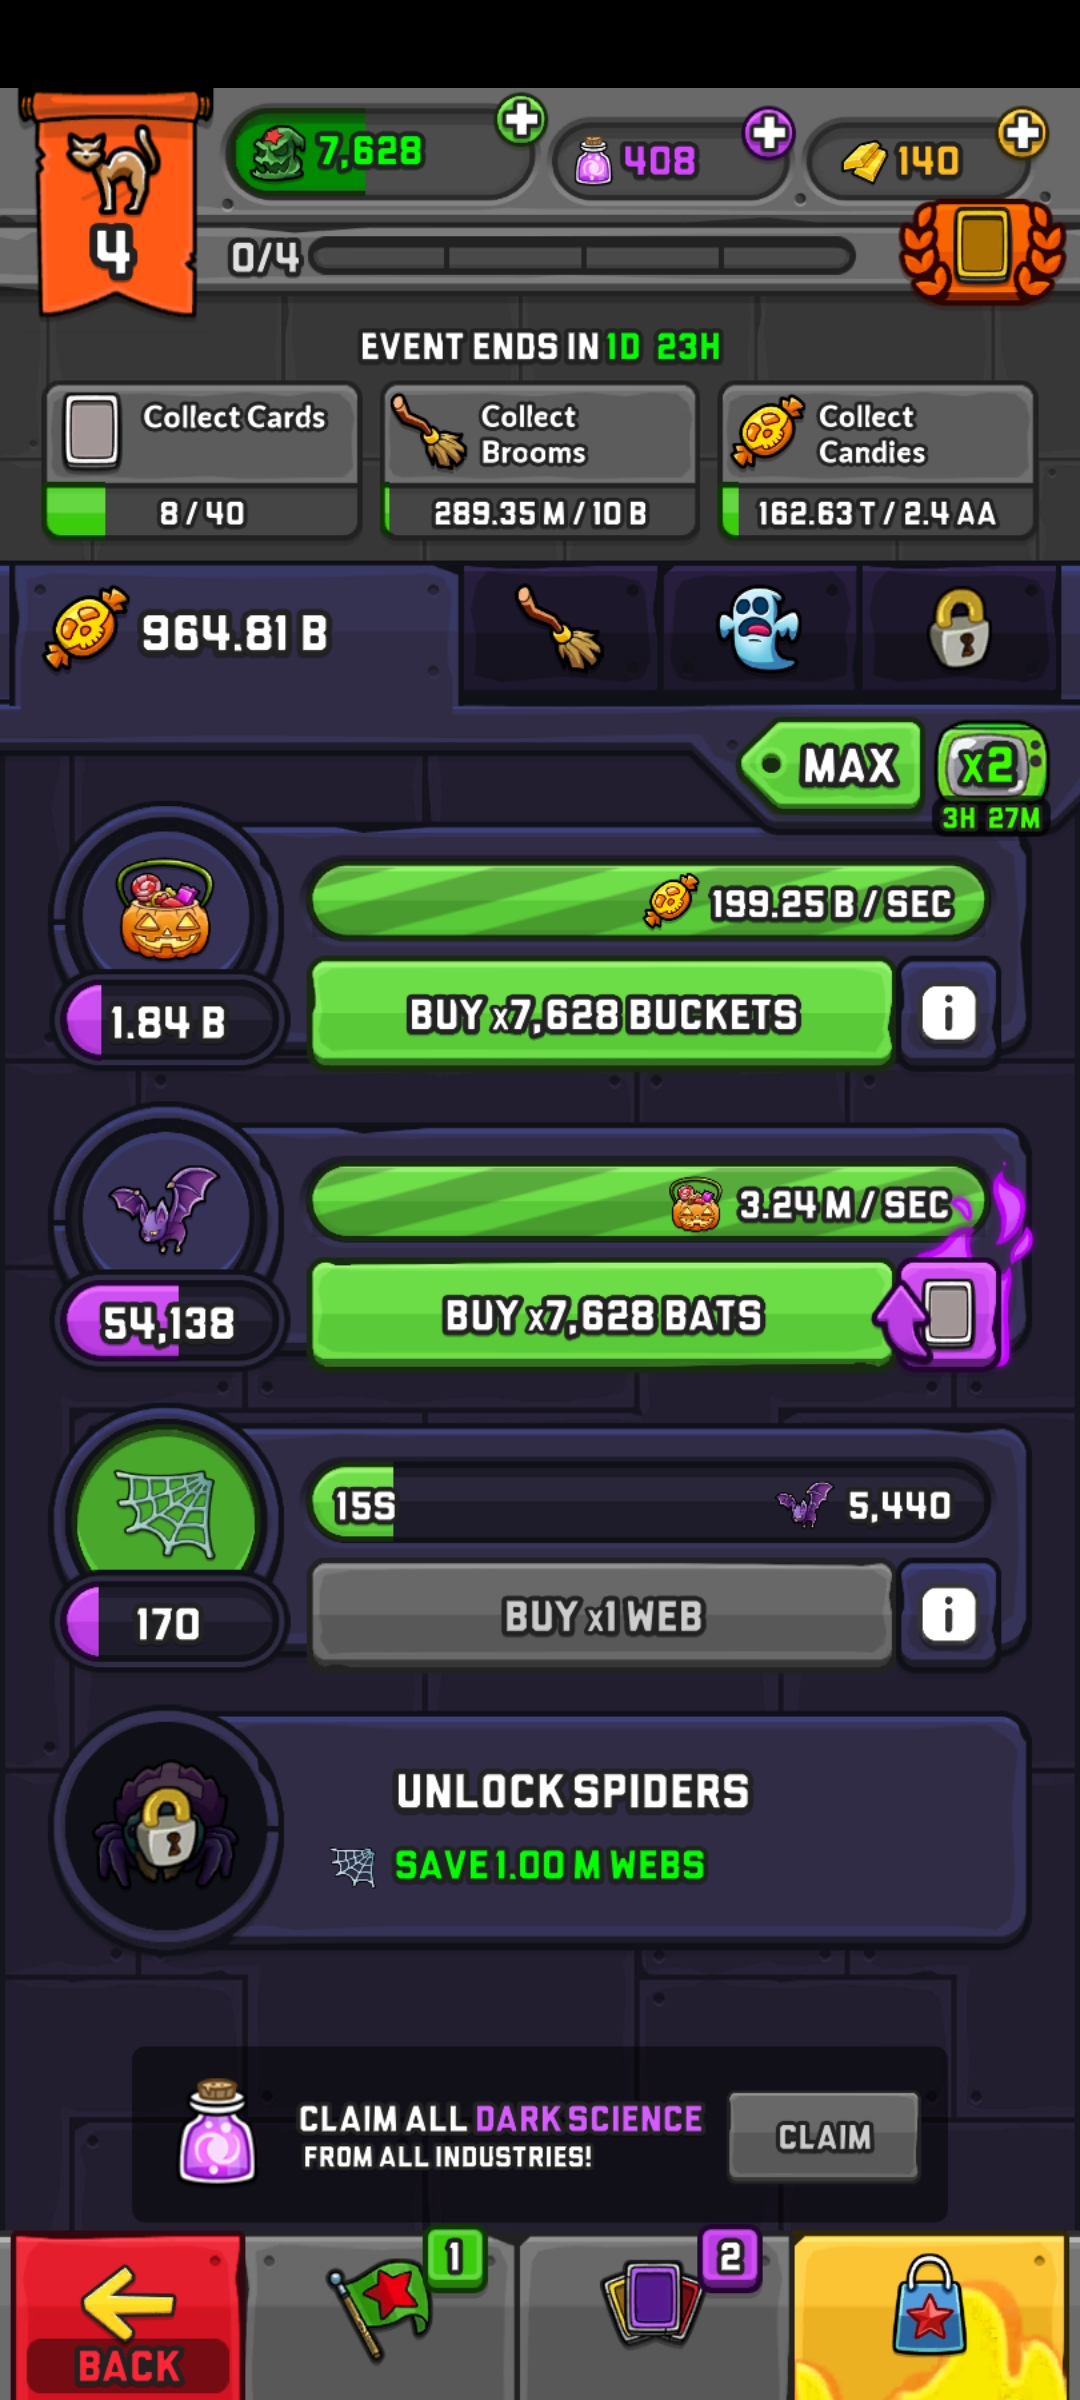 4
7,628
408
140
0/4
EVENT ENDS IN 1D 23H
Collect Cards
8 / 40
Collect
Brooms
289.35 M / 10 B
Collect
Candies
162.63 T / 2.4 AA
964.81 B
MAX
x2
3H 27M
199.25 B / SEC
1.84 B
BUY x7,628 BUCKETS
i
3.24 M / SEC
54,138
BUY x7,628 BATS
15S
5,440
170
BUY x1 WEB
i
UNLOCK SPIDERS
SAVE 1.00 M WEBS
CLAIM ALL DARK SCIENCE
FROM ALL INDUSTRIES!
CLAIM
BACK
1
2